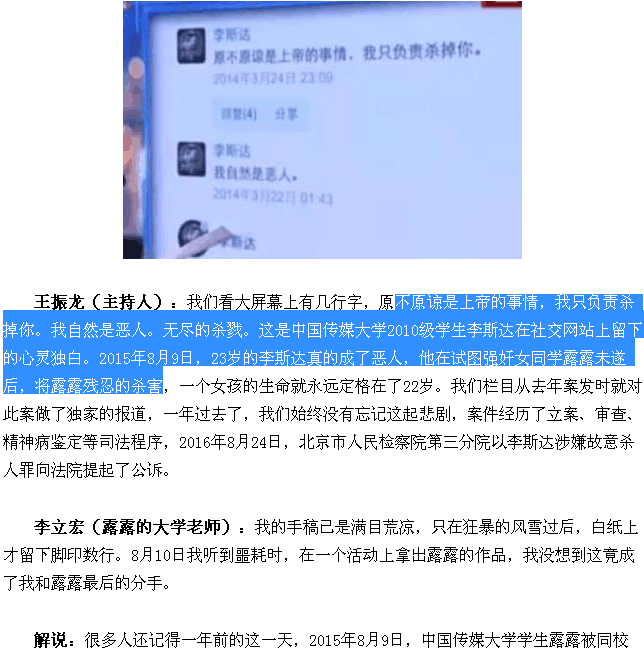 李斯达
原不原谅是上帝的事情，我只负责杀掉你。
2014年3月24日 23:09
回复(4) 分享
李斯达
我自然是恶人。
2014年3月22日 01:43
李斯达
王振龙（主持人）：我们看大屏幕上有几行字，原不原谅是上帝的事情，我只负责杀
掉你。我自然是恶人。无尽的杀戮。这是中国传媒大学2010级学生李斯达在社交网站上留下
的心灵独白。2015年8月9日，23岁的李斯达真的成了恶人，他在试图强奸女同学露露未遂
后，将露露残忍的杀害，一个女孩的生命就永远定格在了22岁。我们栏目从去年案发时就对
此案做了独家的报道，一年过去了，我们始终没有忘记这起悲剧，案件经历了立案、审查、
精神病鉴定等司法程序，2016年8月24日，北京市人民检察院第三分院以李斯达涉嫌故意杀
人罪向法院提起了公诉。
李立宏（露露的大学老师）：我的手稿已是满目荒凉，只在狂暴的风雪过后，白纸上
才留下脚印数行。8月10日我听到噩耗时，在一个活动上拿出露露的作品，我没想到这竟成
了我和露露最后的分手。
解说：很多人还记得一年前的这一天，2015年8月9日，中国传媒大学学生露露被同校